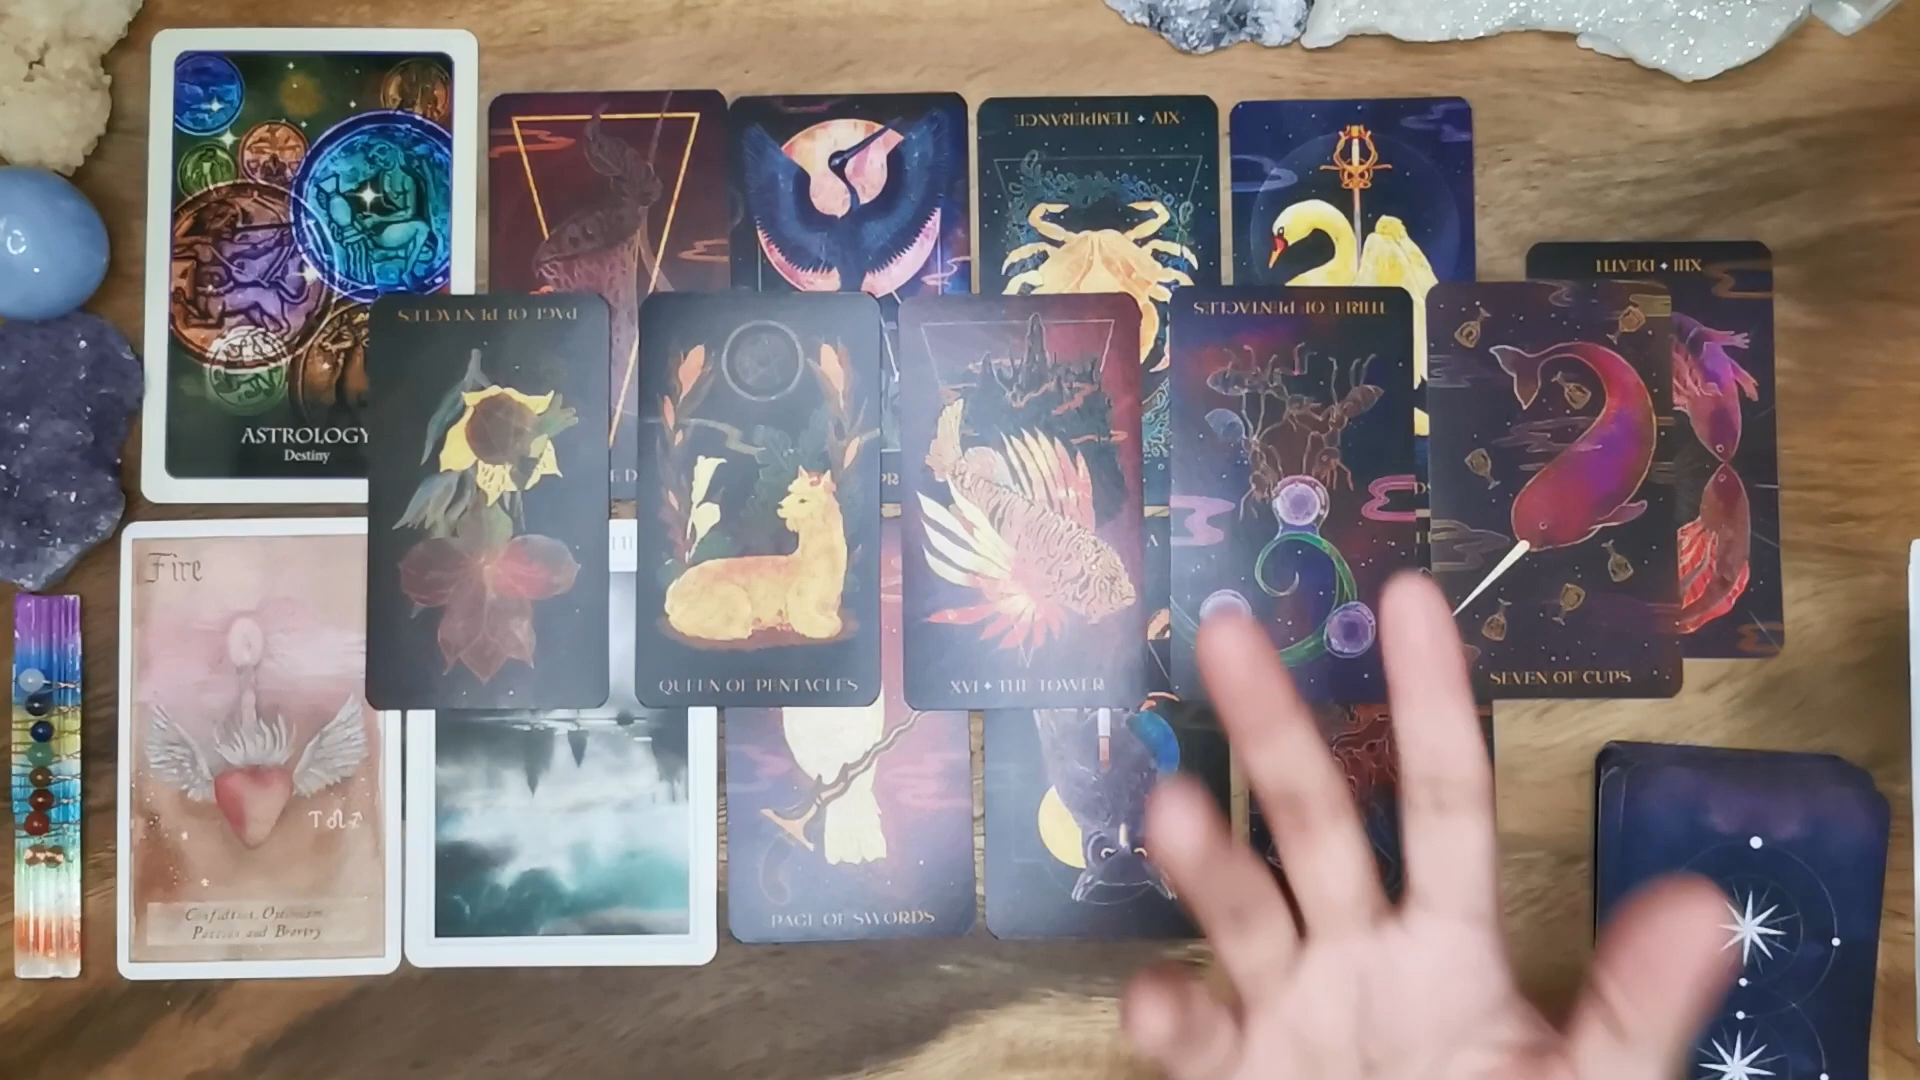 XIV ✦ TEMPERANCE
XIII ✦ DEATH
PAGE OF PENTACLES
THREE OF PENTACLES
ASTROLOGY
Destiny
Fire
QUEEN OF PENTACLES
XVI ✦ THE TOWER
SEVEN OF CUPS
Confidence, Optimism
Passion and Bravery
PAGE OF SWORDS